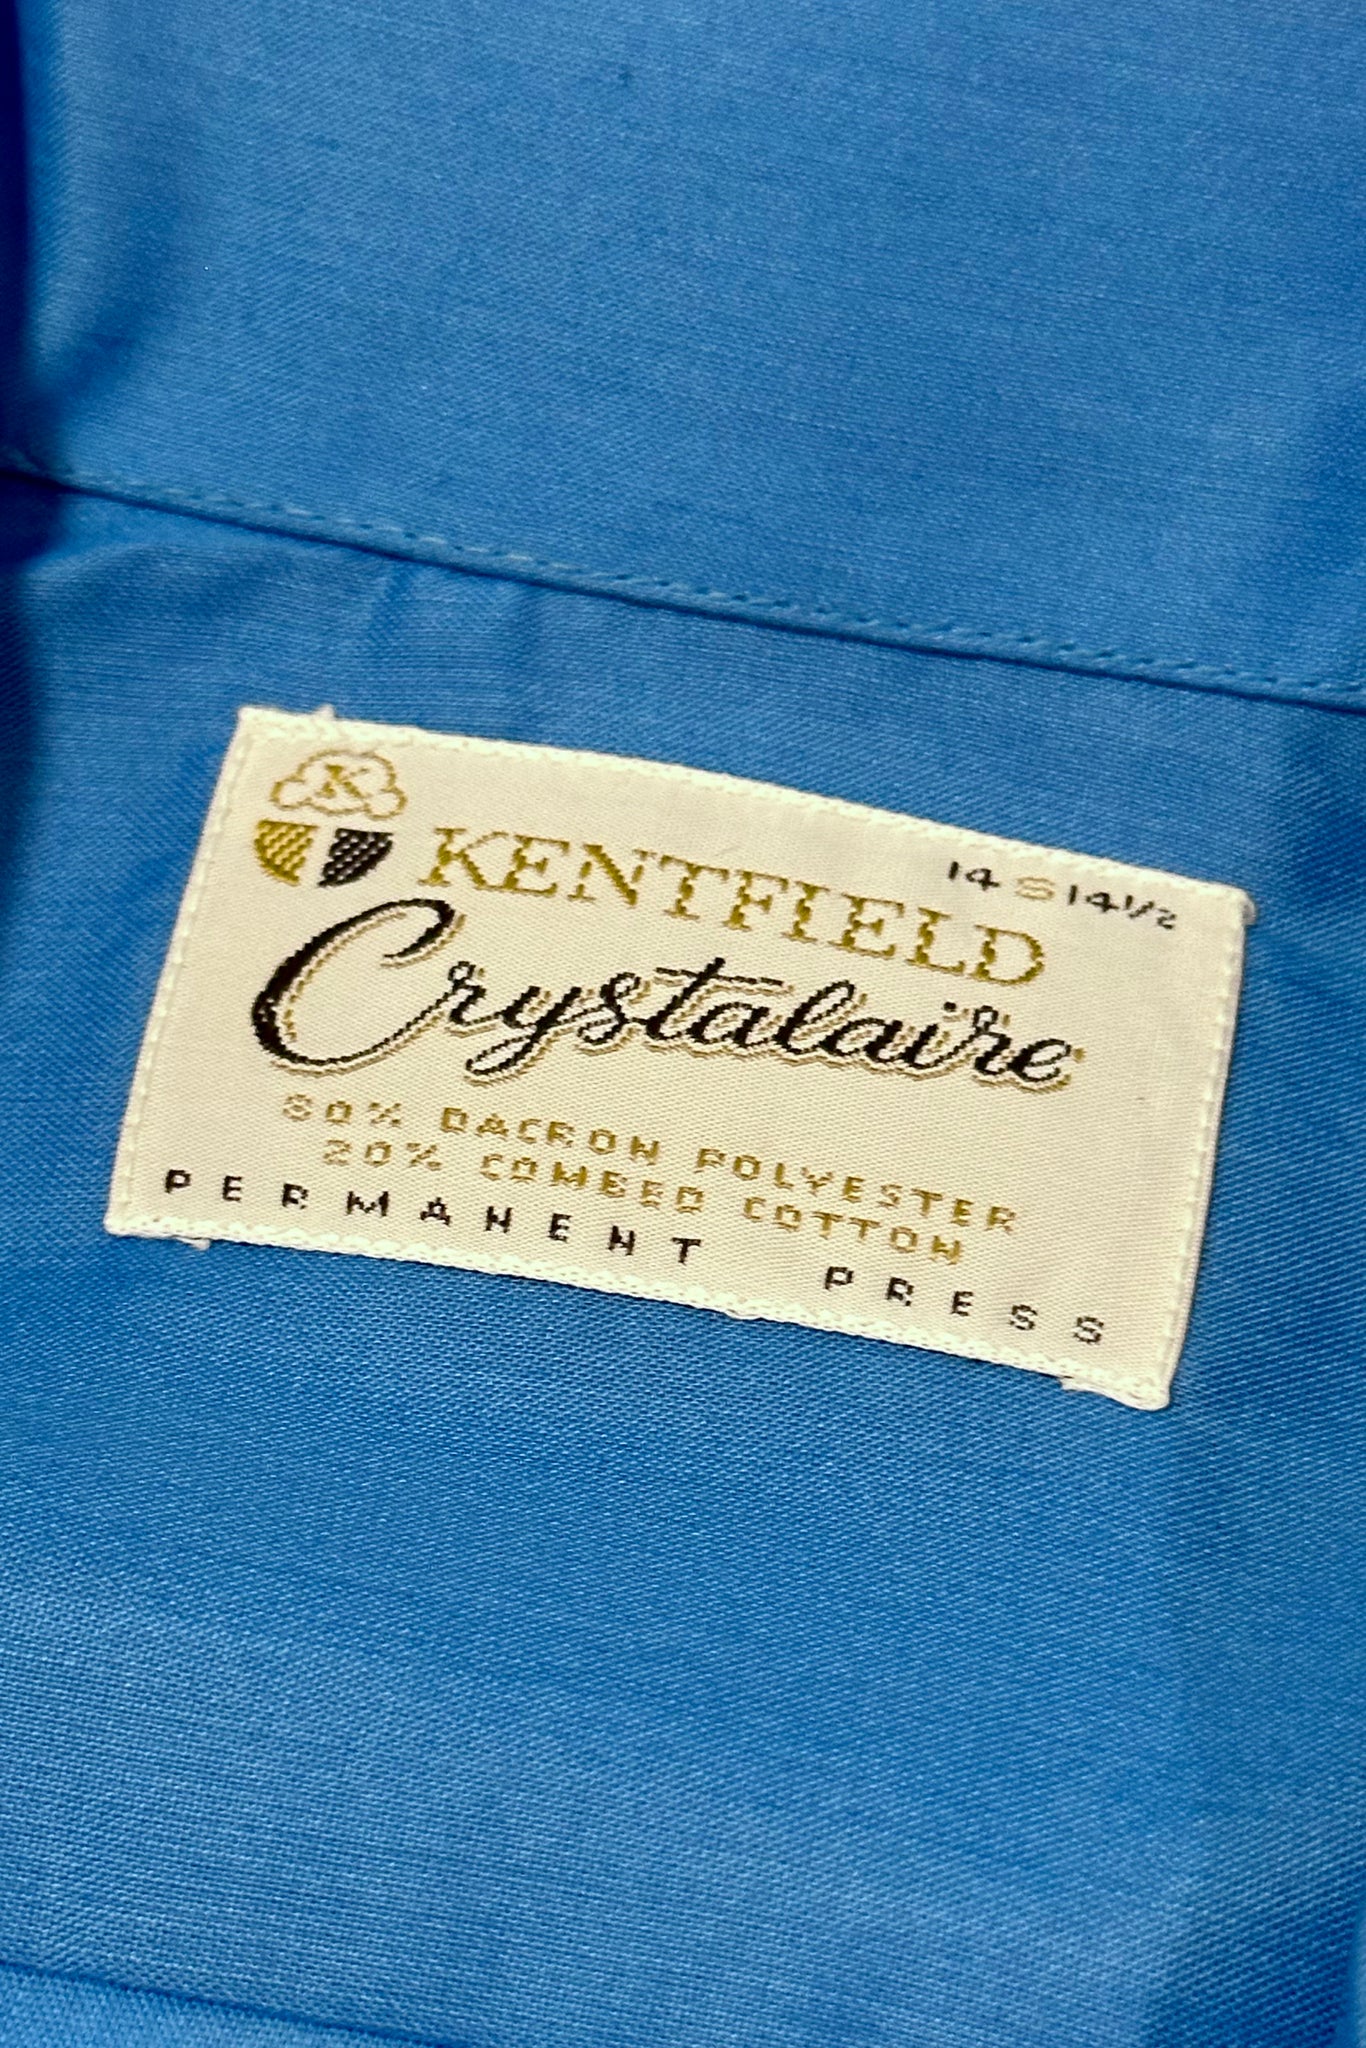 K
KENTFIELD
14 S 14½
Crystalaire
80% DACRON POLYESTER
20% COMBED COTTON
PERMANENT PRESS